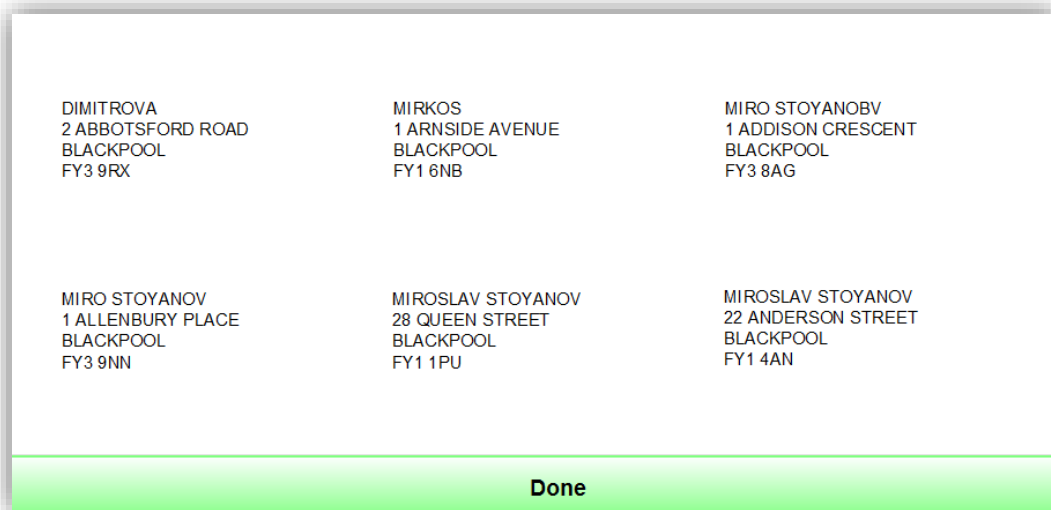 DIMITROVA
2 ABBOTSFORD ROAD
BLACKPOOL
FY3 9RX
MIRKOS
1 ARNSIDE AVENUE
BLACKPOOL
FY1 6NB
MIRO STOYANOBV
1 ADDISON CRESCENT
BLACKPOOL
FY3 8AG
MIRO STOYANOV
1 ALLENBURY PLACE
BLACKPOOL
FY3 9NN
MIROSLAV STOYANOV
28 QUEEN STREET
BLACKPOOL
FY1 1PU
MIROSLAV STOYANOV
22 ANDERSON STREET
BLACKPOOL
FY1 4AN
Done